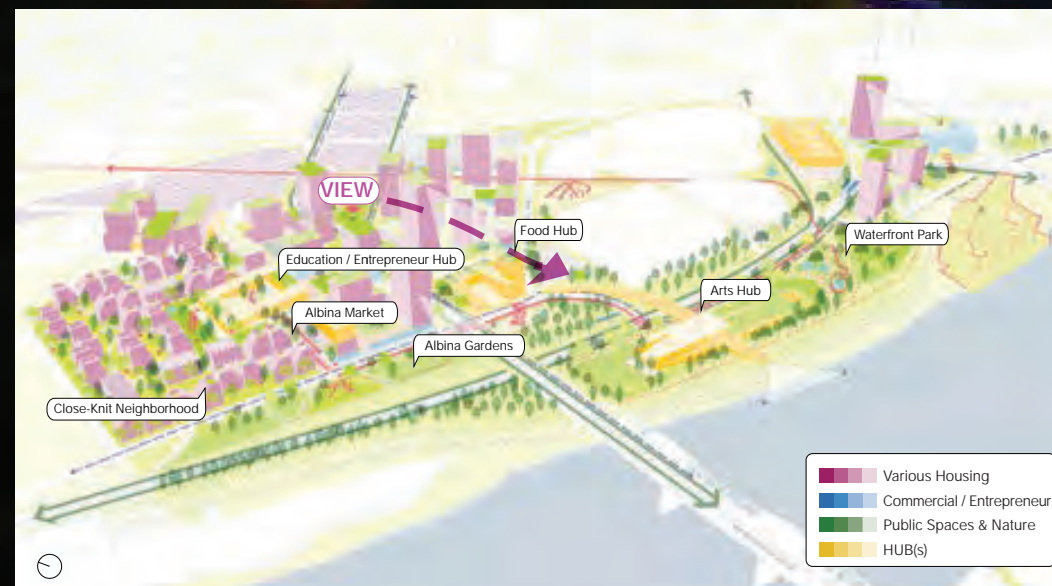 VIEW
Food Hub
Waterfront Park
Education / Entrepreneur Hub
Arts Hub
Albina Market
Albina Gardens
Close-Knit Neighborhood
Various Housing
Commercial / Entrepreneur
Public Spaces & Nature
HUB(s)